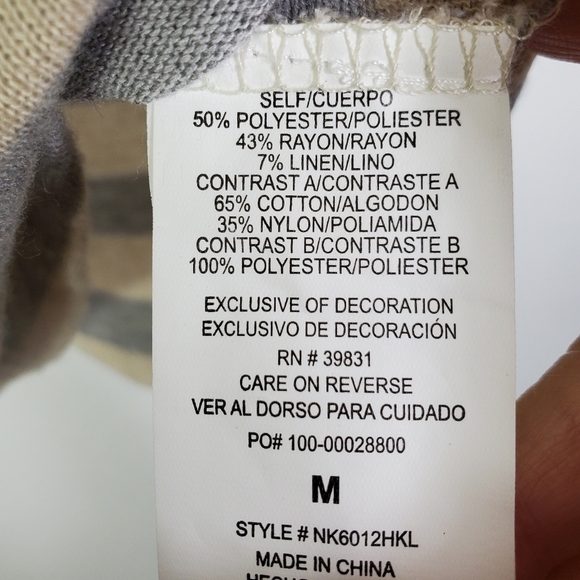 SELF/CUERPO
50% POLYESTER/POLIESTER
43% RAYON/RAYON
7% LINEN/LINO
CONTRAST A/CONTRASTE A
65% COTTON/ALGODON
35% NYLON/POLIAMIDA
CONTRAST B/CONTRASTE B
100% POLYESTER/POLIESTER
EXCLUSIVE OF DECORATION
EXCLUSIVO DE DECORACIÓN
RN # 39831
CARE ON REVERSE
VER AL DORSO PARA CUIDADO
PO# 100-00028800
M
STYLE # NK6012HKL
MADE IN CHINA